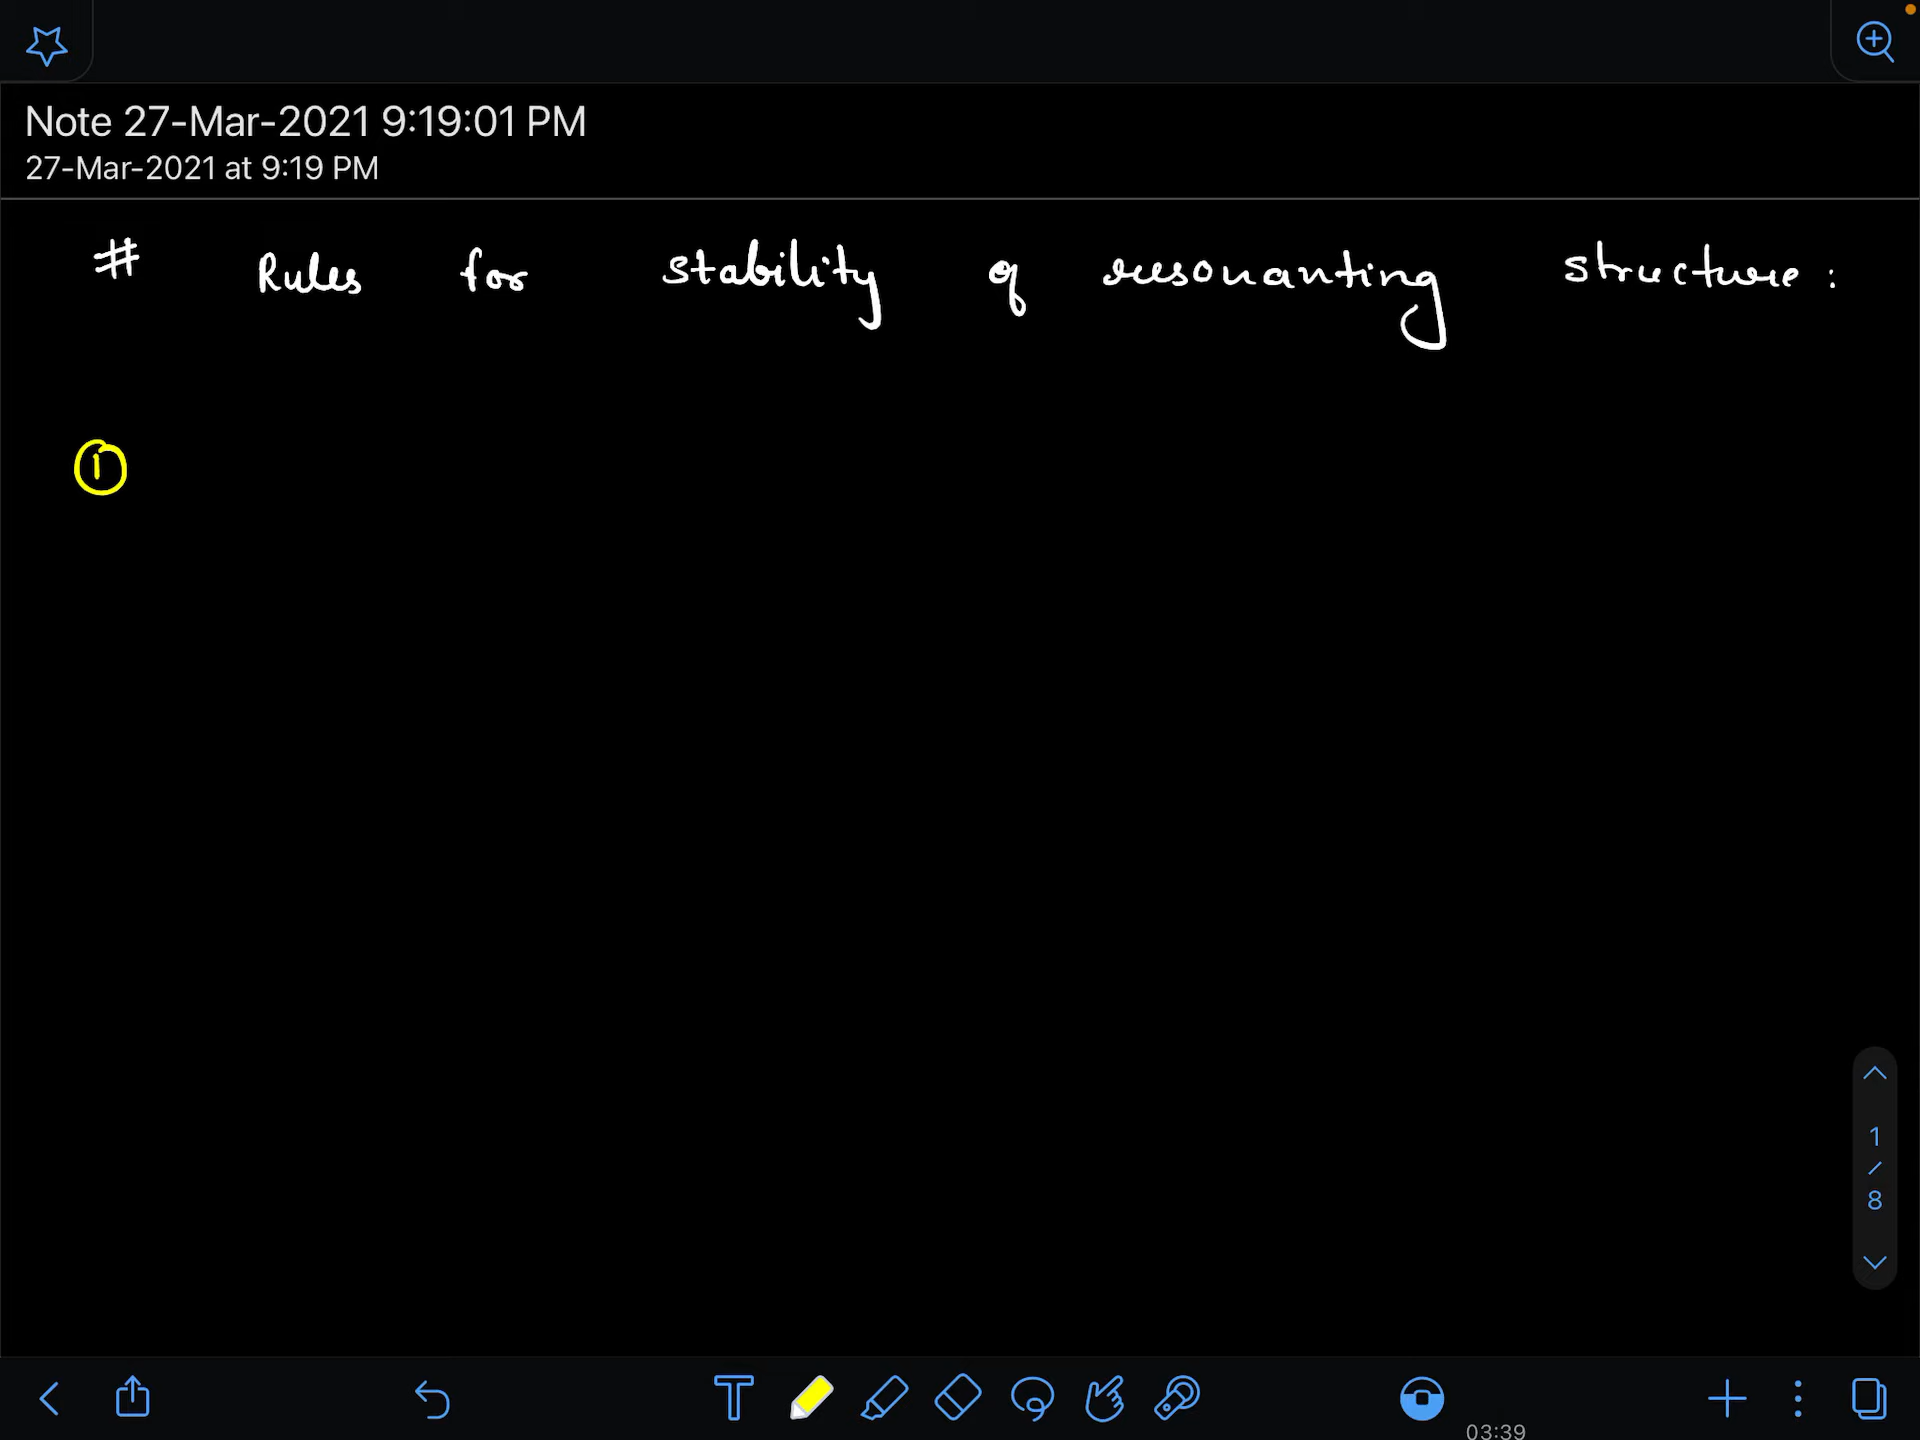 Note 27-Mar-2021 9:19:01 PM
27-Mar-2021 at 9:19 PM
# Rules for stability of resonanting structure:
①
1
/
8
T
03:39